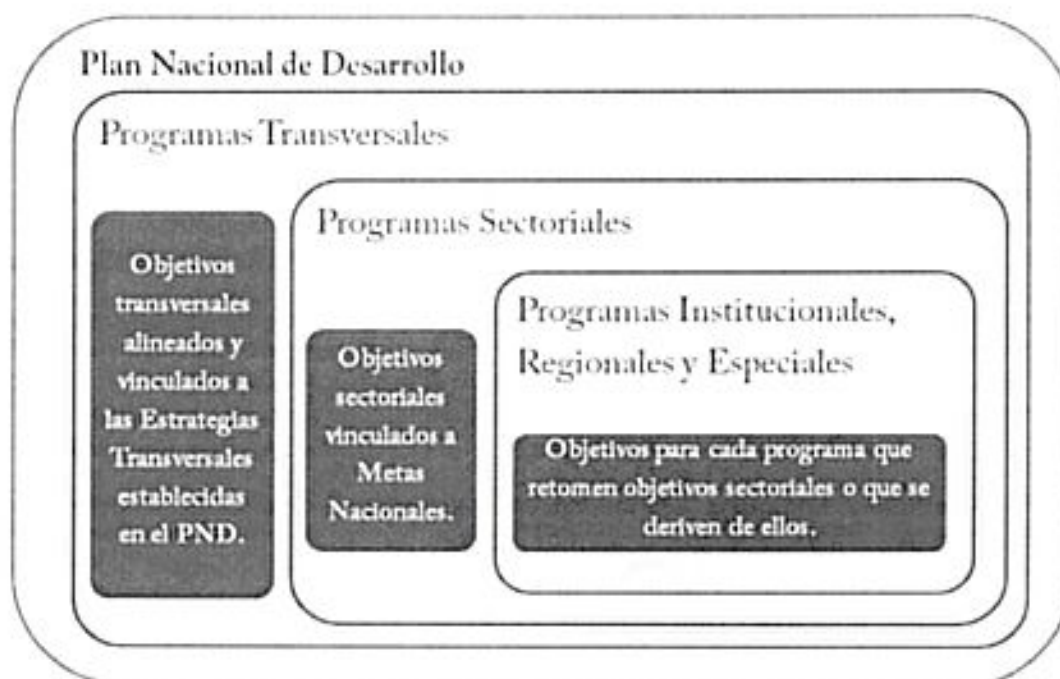 Plan Nacional de Desarrollo
Programas Transversales
Objetivos
transversales
alineados y
vinculados a
las Estrategias
Transversales
establecidas
en el PND.
Programas Sectoriales
Objetivos
sectoriales
vinculados a
Metas
Nacionales.
Programas Institucionales,
Regionales y Especiales
Objetivos para cada programa que
retomen objetivos sectoriales o que se
deriven de ellos.